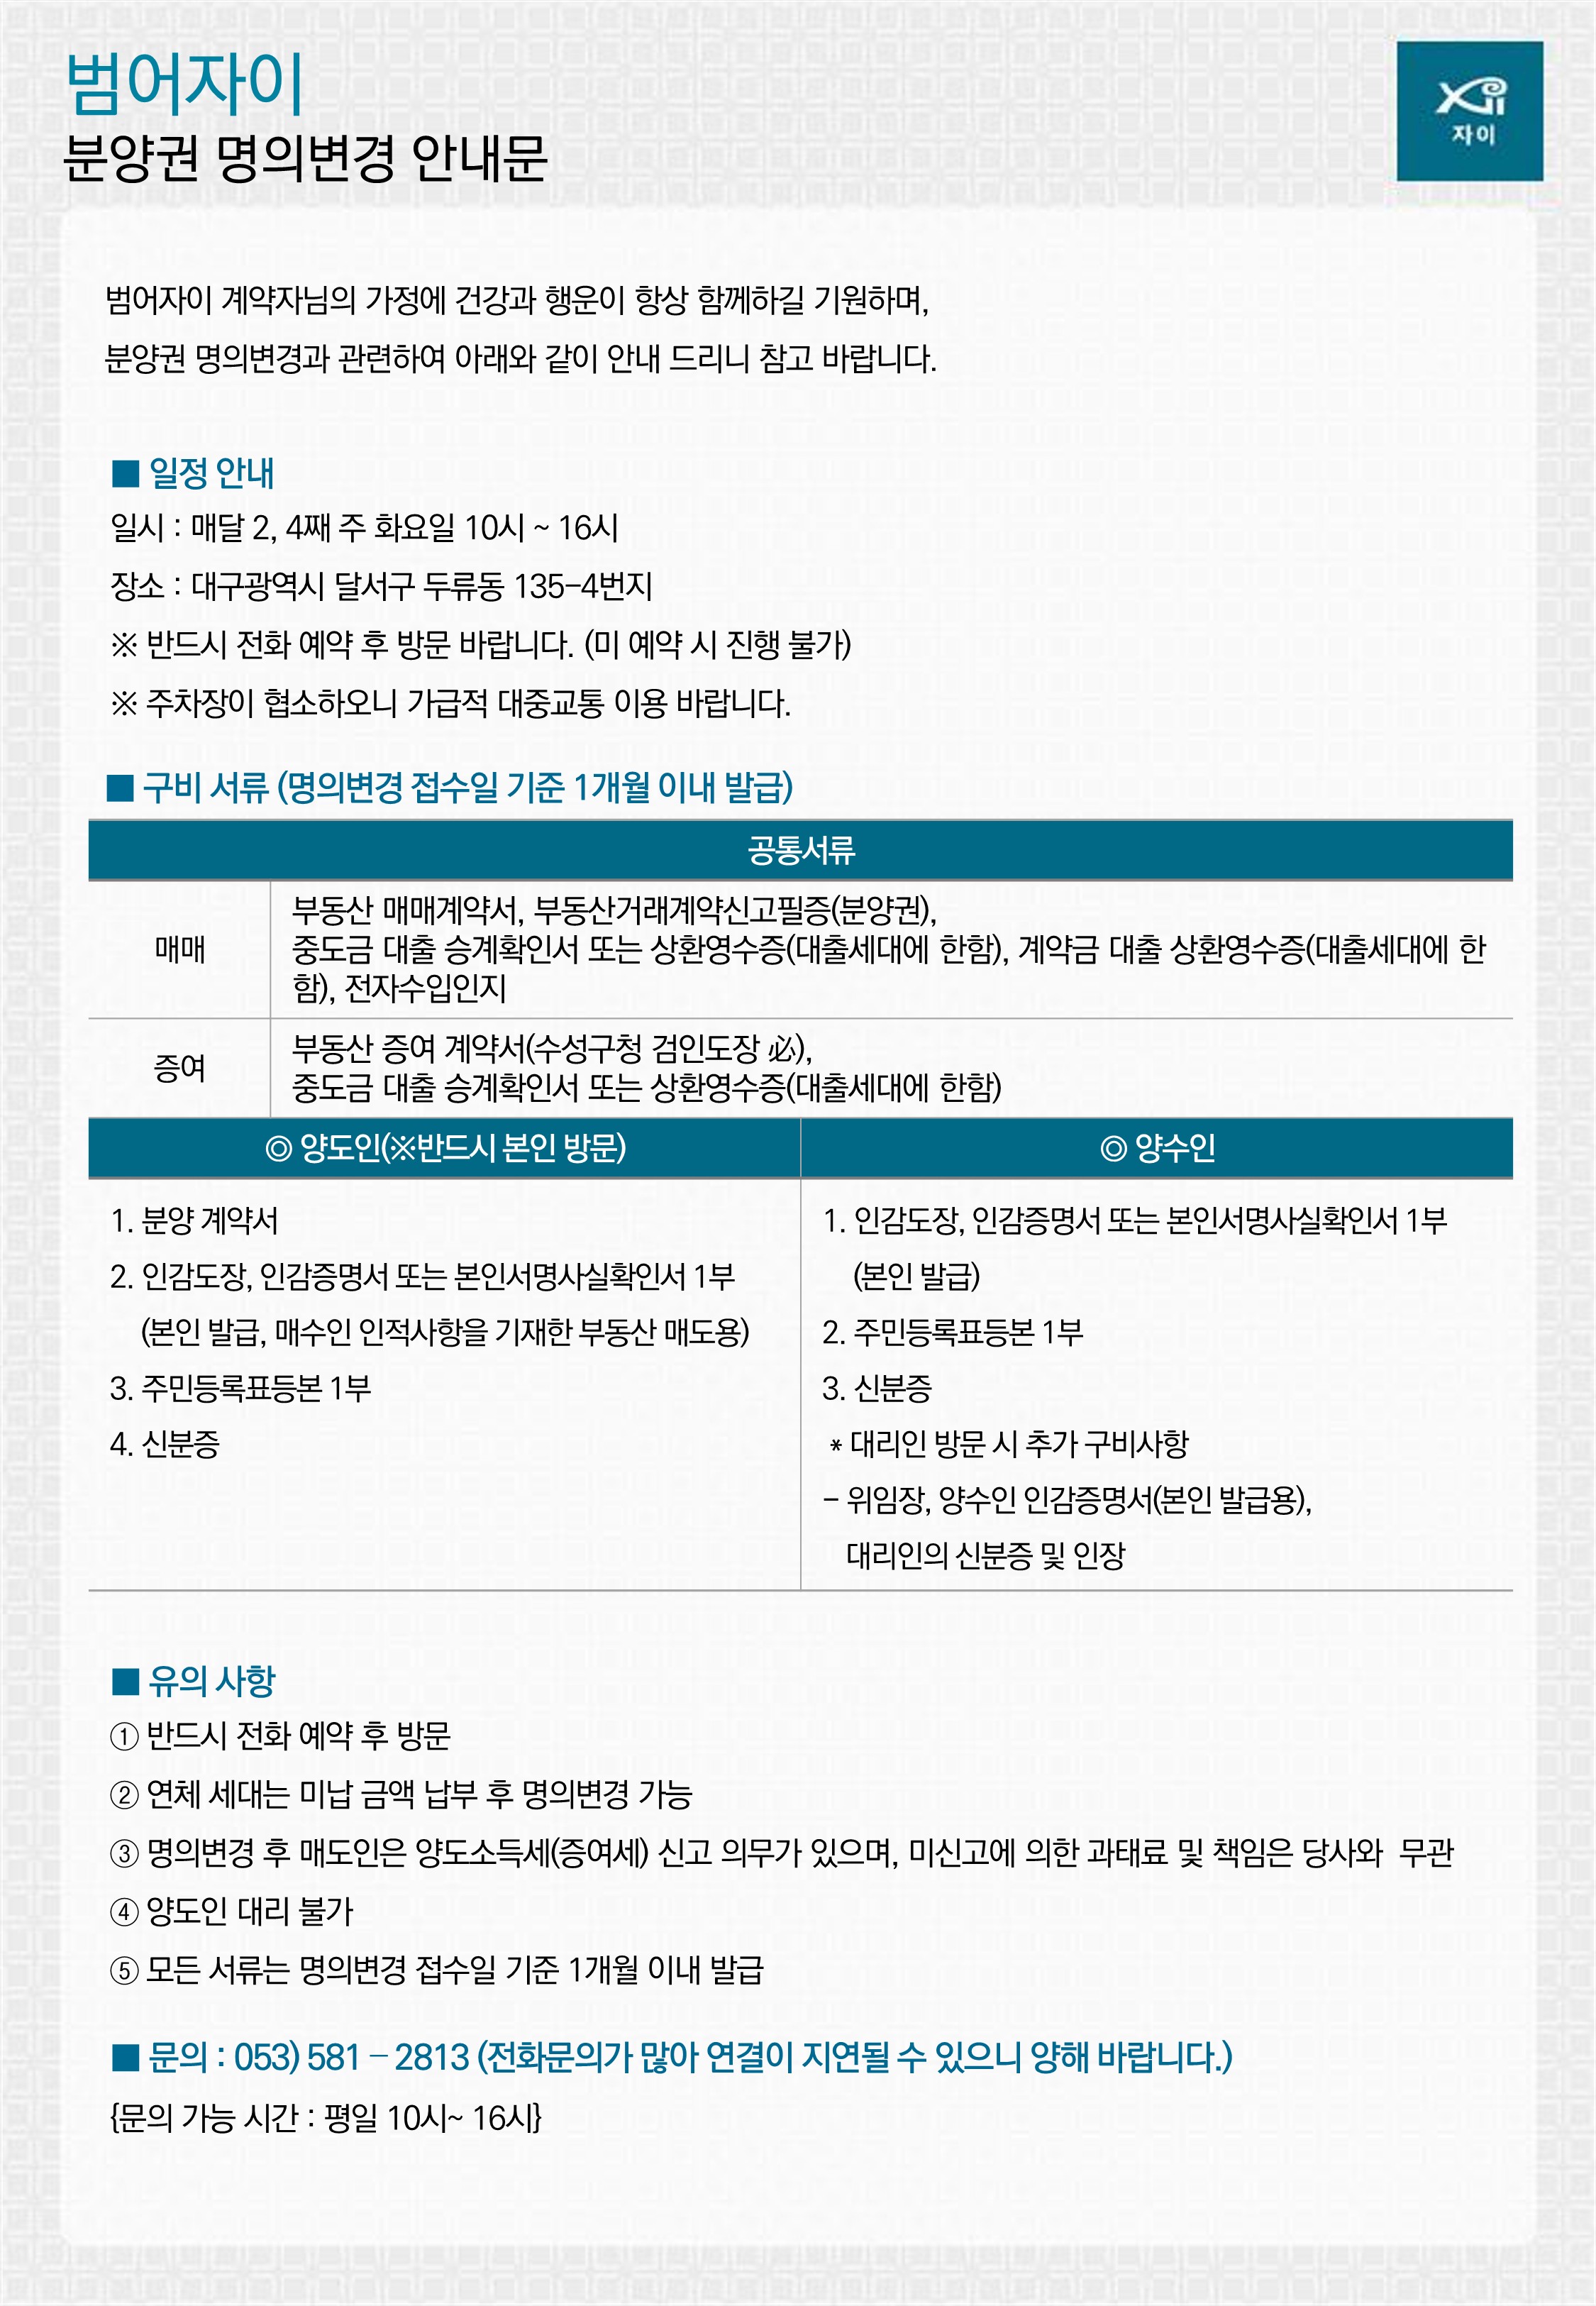 범어자이
분양권 명의변경 안내문
Xii
자이
범어자이 계약자님의 가정에 건강과 행운이 항상 함께하길 기원하며,
분양권 명의변경과 관련하여 아래와 같이 안내 드리니 참고 바랍니다.
■ 일정 안내
일시 : 매달 2, 4째 주 화요일 10시 ~ 16시
장소 : 대구광역시 달서구 두류동 135-4번지
※ 반드시 전화 예약 후 방문 바랍니다. (미 예약 시 진행 불가)
※ 주차장이 협소하오니 가급적 대중교통 이용 바랍니다.
■ 구비 서류 (명의변경 접수일 기준 1개월 이내 발급)
공통서류
매매
부동산 매매계약서, 부동산거래계약신고필증(분양권),
중도금 대출 승계확인서 또는 상환영수증(대출세대에 한함), 계약금 대출 상환영수증(대출세대에 한
함), 전자수입인지
증여
부동산 증여 계약서(수성구청 검인도장 必),
중도금 대출 승계확인서 또는 상환영수증(대출세대에 한함)
◎ 양도인(※반드시 본인 방문)
1. 분양 계약서
2. 인감도장, 인감증명서 또는 본인서명사실확인서 1부
(본인 발급, 매수인 인적사항을 기재한 부동산 매도용)
3. 주민등록표등본 1부
4. 신분증
◎ 양수인
1. 인감도장, 인감증명서 또는 본인서명사실확인서 1부
(본인 발급)
2. 주민등록표등본 1부
3. 신분증
* 대리인 방문 시 추가 구비사항
- 위임장, 양수인 인감증명서(본인 발급용),
대리인의 신분증 및 인장
■ 유의 사항
① 반드시 전화 예약 후 방문
② 연체 세대는 미납 금액 납부 후 명의변경 가능
③ 명의변경 후 매도인은 양도소득세(증여세) 신고 의무가 있으며, 미신고에 의한 과태료 및 책임은 당사와 무관
④ 양도인 대리 불가
⑤ 모든 서류는 명의변경 접수일 기준 1개월 이내 발급
■ 문의 : 053) 581 – 2813 (전화문의가 많아 연결이 지연될 수 있으니 양해 바랍니다.)
{문의 가능 시간 : 평일 10시~ 16시}